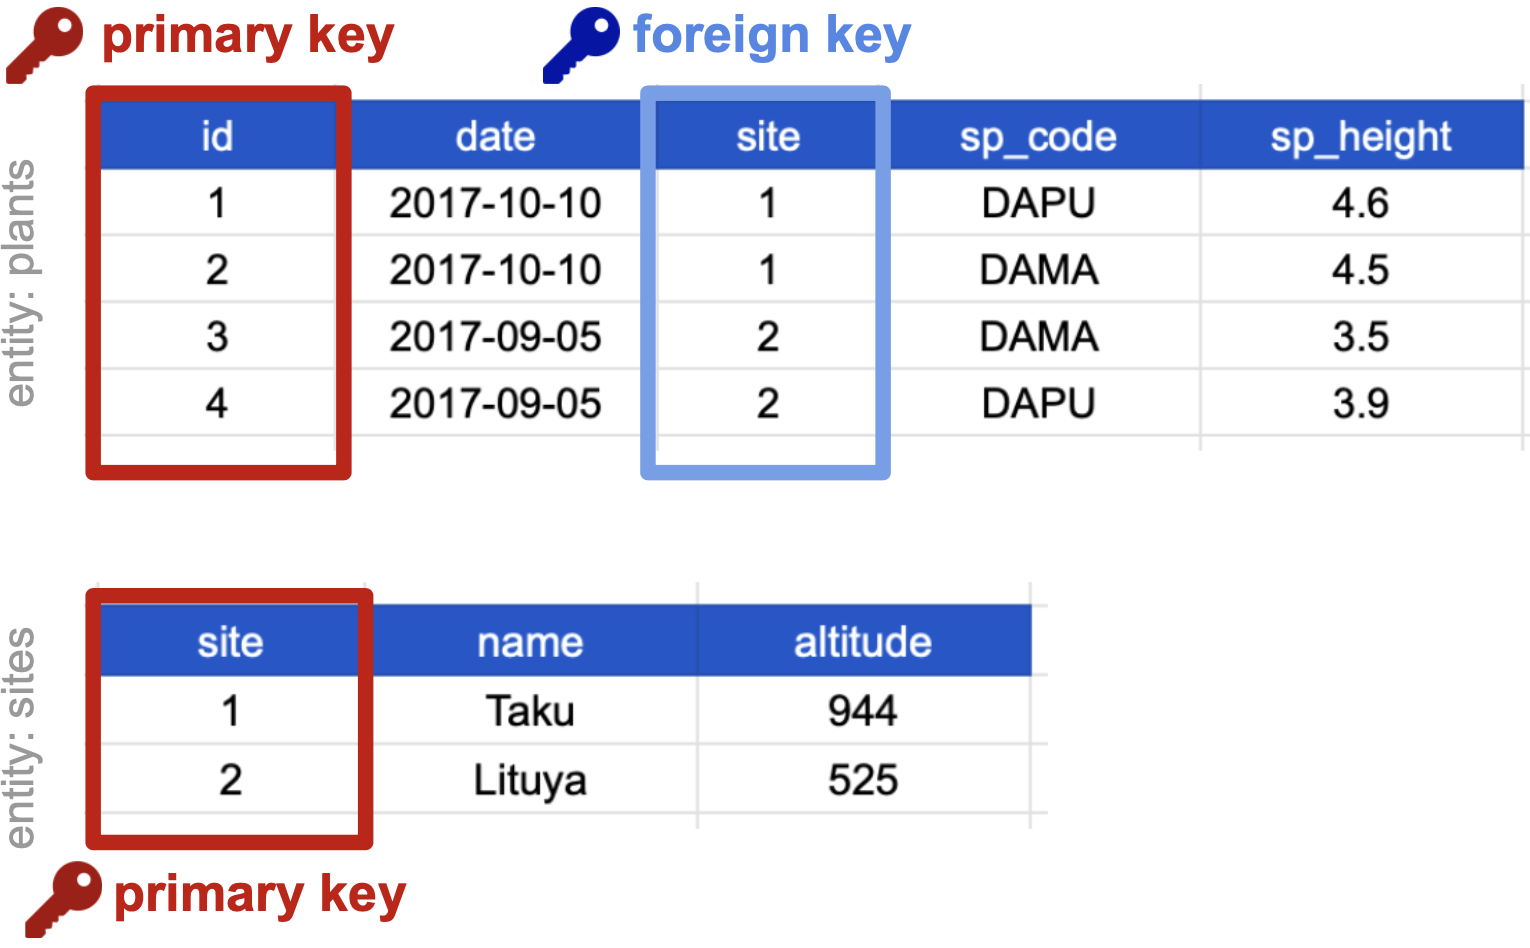 primary key
foreign key
entity: plants
id date site sp_code sp_height
1 2017-10-10 1 DAPU 4.6
2 2017-10-10 1 DAMA 4.5
3 2017-09-05 2 DAMA 3.5
4 2017-09-05 2 DAPU 3.9
entity: sites
site name altitude
1 Taku 944
2 Lituya 525
primary key